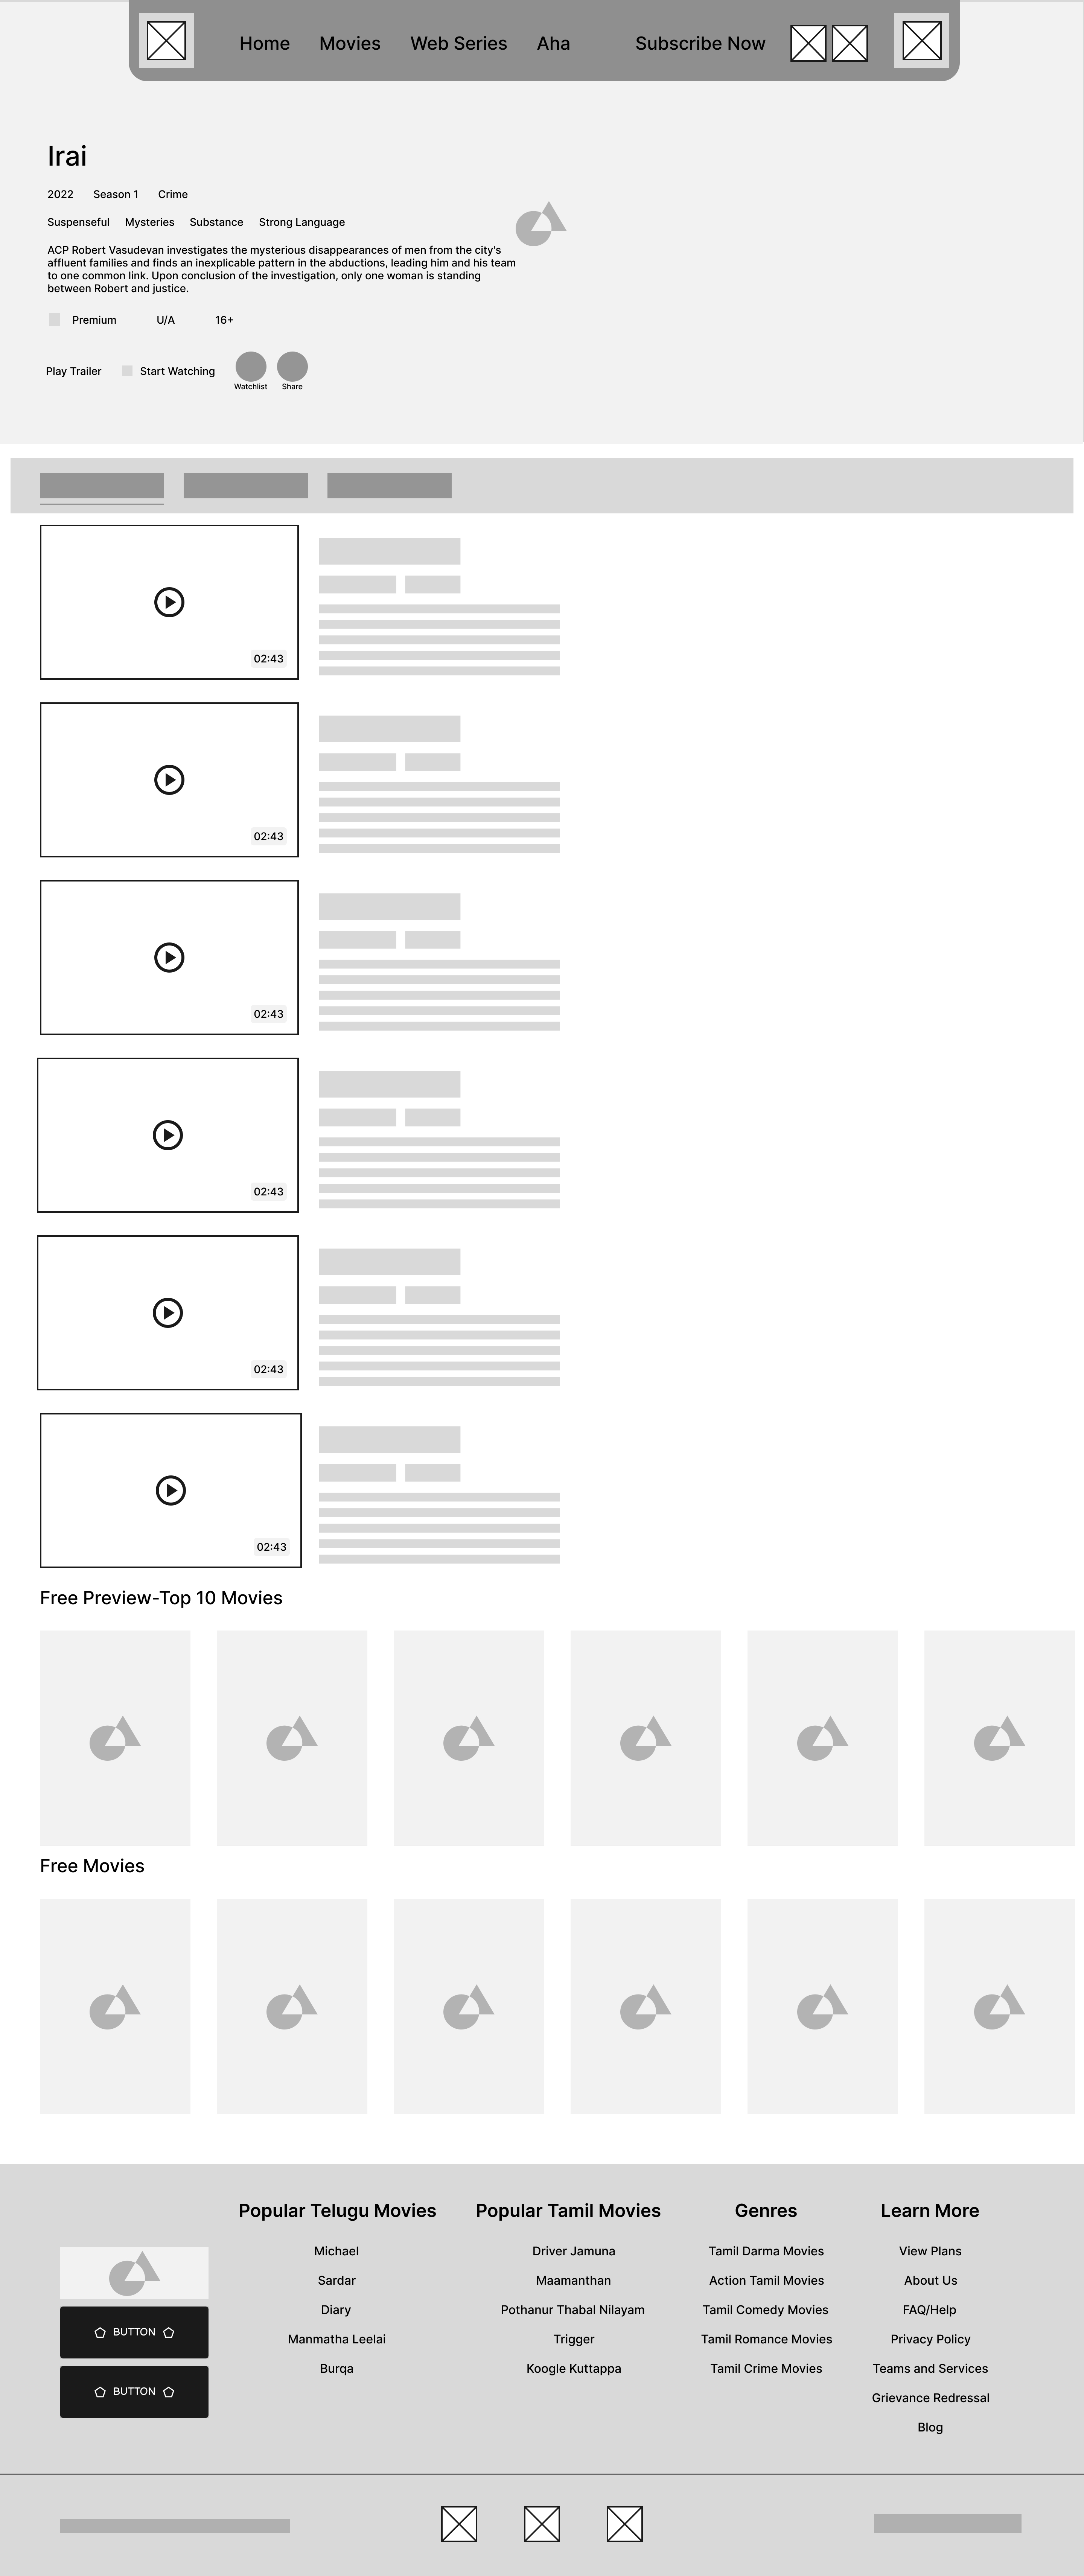 Home Movies Web Series Aha Subscribe Now
Irai
2022 Season 1 Crime
Suspenseful Mysteries Substance Strong Language
ACP Robert Vasudevan investigates the mysterious disappearances of men from the city's
affluent families and finds an inexplicable pattern in the abductions, leading him and his team
to one common link. Upon conclusion of the investigation, only one woman is standing
between Robert and justice.
Premium U/A 16+
Play Trailer Start Watching
Watchlist Share
02:43
02:43
02:43
02:43
02:43
02:43
Free Preview-Top 10 Movies
Free Movies
Popular Telugu Movies
Michael
Sardar
Diary
Manmatha Leelai
Burqa
Popular Tamil Movies
Driver Jamuna
Maamanthan
Pothanur Thabal Nilayam
Trigger
Koogle Kuttappa
Genres
Tamil Darma Movies
Action Tamil Movies
Tamil Comedy Movies
Tamil Romance Movies
Tamil Crime Movies
Learn More
View Plans
About Us
FAQ/Help
Privacy Policy
Teams and Services
Grievance Redressal
Blog
BUTTON
BUTTON